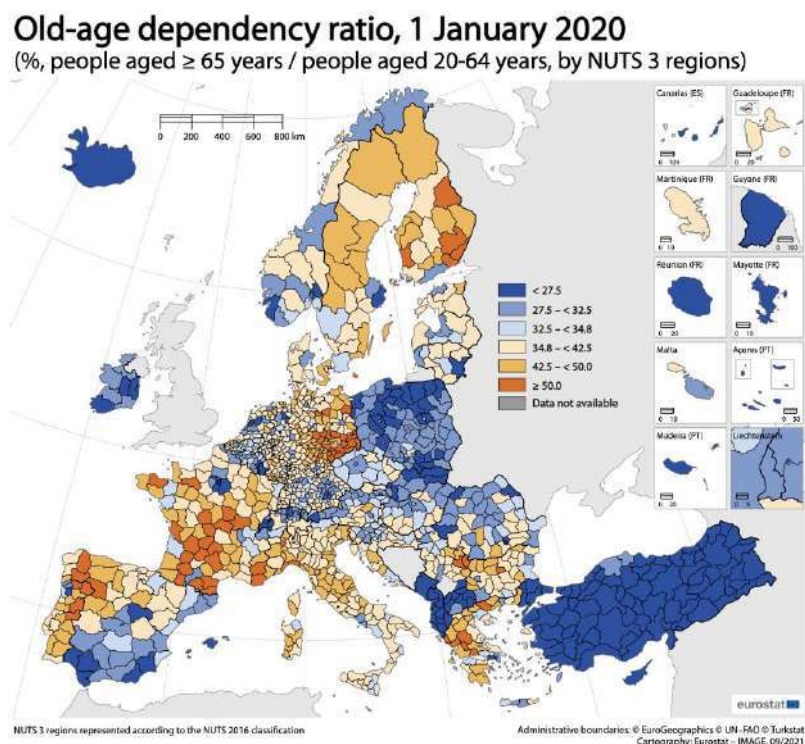 Old-age dependency ratio, 1 January 2020
(%, people aged ≥ 65 years / people aged 20-64 years, by NUTS 3 regions)
0 200 400 600 800 km
Canarias (ES)
Guadeloupe (FR)
Martinique (FR)
Guyane (FR)
Réunion (FR)
Mayotte (FR)
Malta
Açores (PT)
Madeira (PT)
Liechtenstein
< 27.5
27.5 – < 32.5
32.5 – < 34.8
34.8 – < 42.5
42.5 – < 50.0
≥ 50.0
Data not available
eurostat
NUTS 3 regions represented according to the NUTS 2016 classification
Administrative boundaries: © EuroGeographics © UN–FAO © Turkstat
Cartography: Eurostat – IMAGE, 09/2021